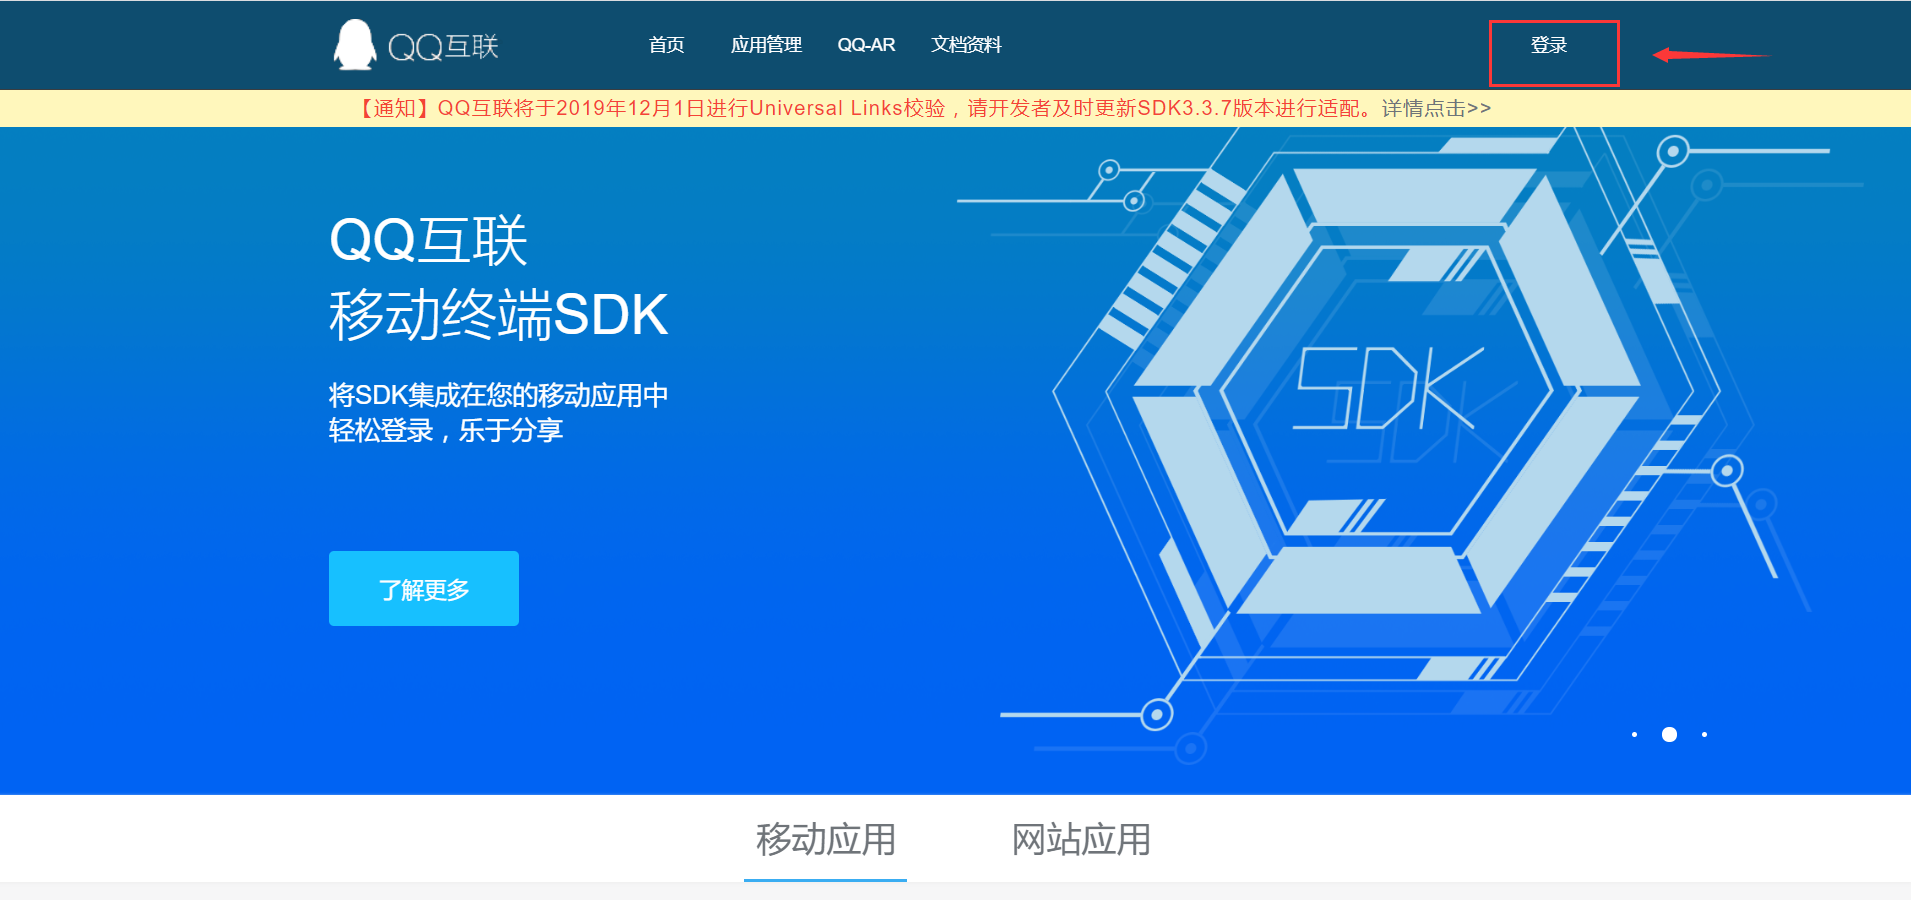 QQ互联
首页 应用管理 QQ-AR 文档资料 登录
【通知】QQ互联将于2019年12月1日进行Universal Links校验，请开发者及时更新SDK3.3.7版本进行适配。详情点击>>
QQ互联
移动终端SDK
将SDK集成在您的移动应用中
轻松登录，乐于分享
SDK
了解更多
移动应用 网站应用